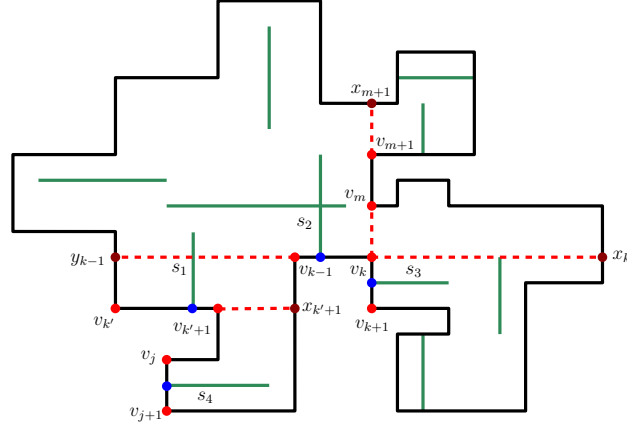 x_{m+1}
v_{m+1}
v_m
s_2
y_{k-1}
s_1
v_{k-1}
v_k
s_3
x_k
v_{k'}
v_{k'+1}
x_{k'+1}
v_{k+1}
v_j
s_4
v_{j+1}